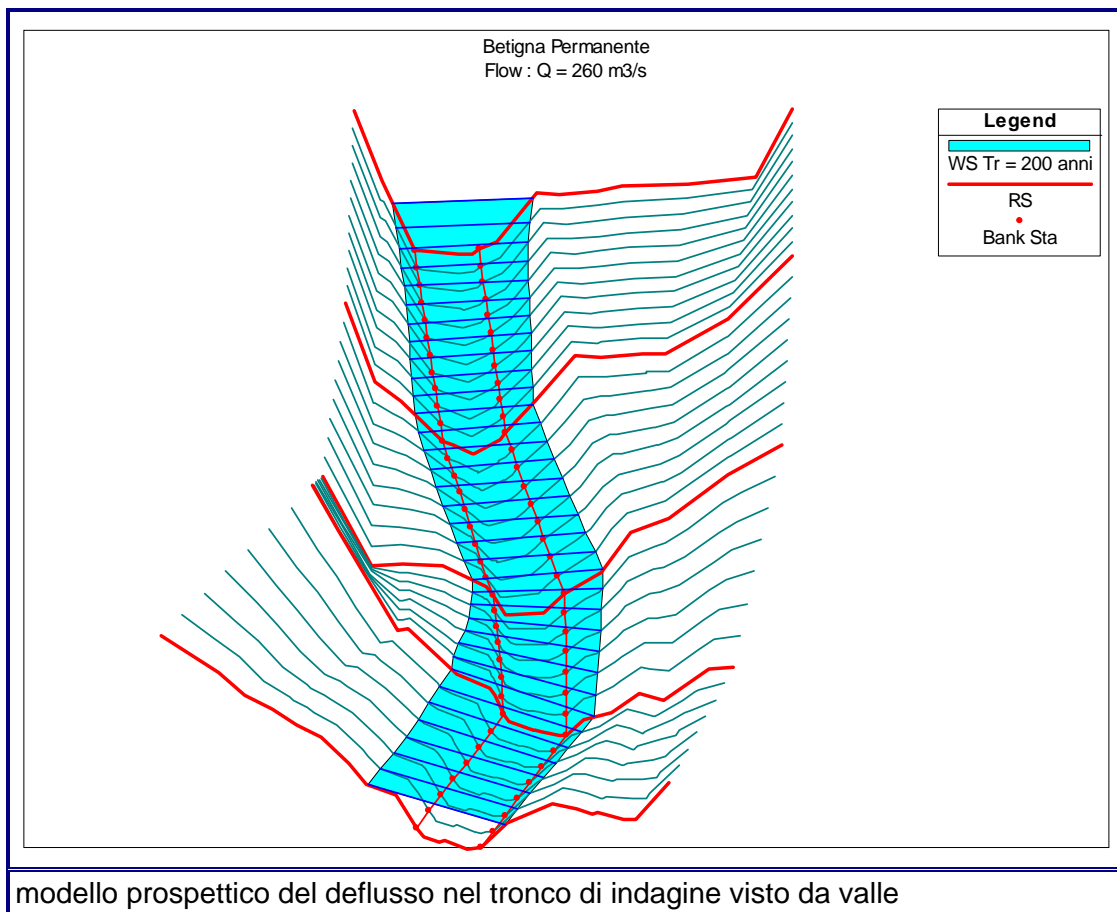 Betigna Permanente
Flow : Q = 260 m3/s
Legend
WS Tr = 200 anni
RS
Bank Sta
modello prospettico del deflusso nel tronco di indagine visto da valle